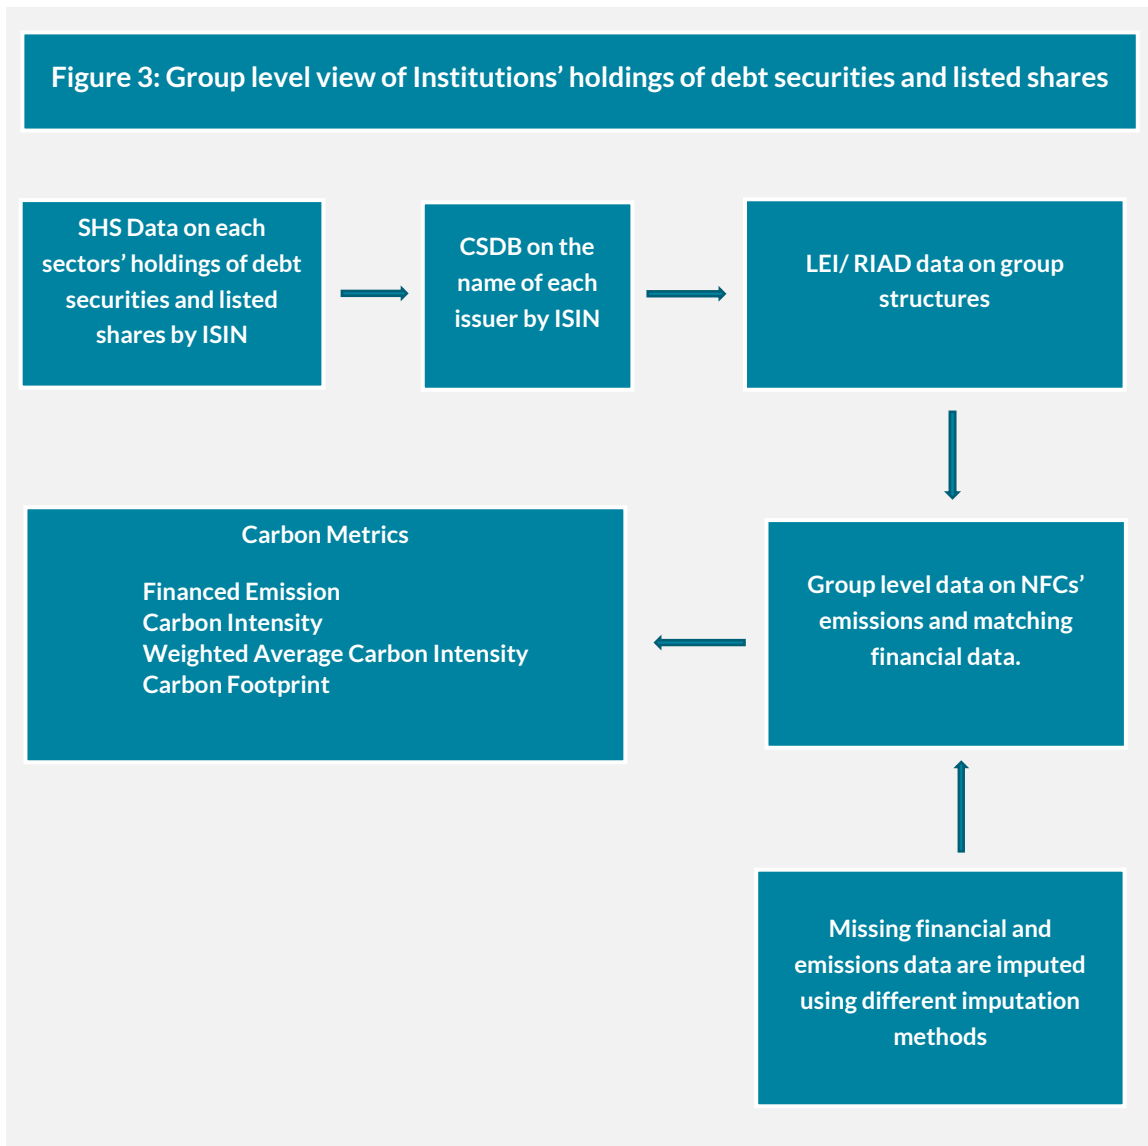 Figure 3: Group level view of Institutions’ holdings of debt securities and listed shares
SHS Data on each
sectors’ holdings of debt
securities and listed
shares by ISIN
CSDB on the
name of each
issuer by ISIN
LEI/ RIAD data on group
structures
Group level data on NFCs’
emissions and matching
financial data.
Carbon Metrics
Financed Emission
Carbon Intensity
Weighted Average Carbon Intensity
Carbon Footprint
Missing financial and
emissions data are imputed
using different imputation
methods